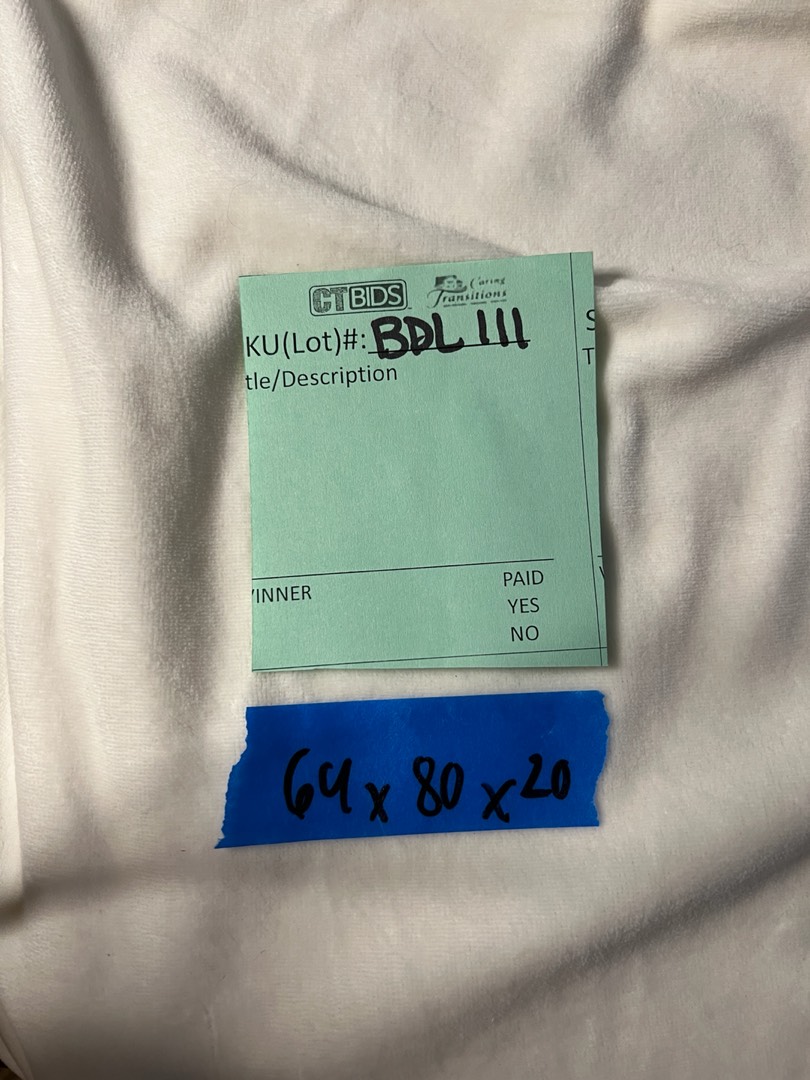 CTBIDS
Caring
Transitions
KU(Lot)#: BDL 111
tle/Description
INNER
PAID
YES
NO
S
T
64 x 80 x 20